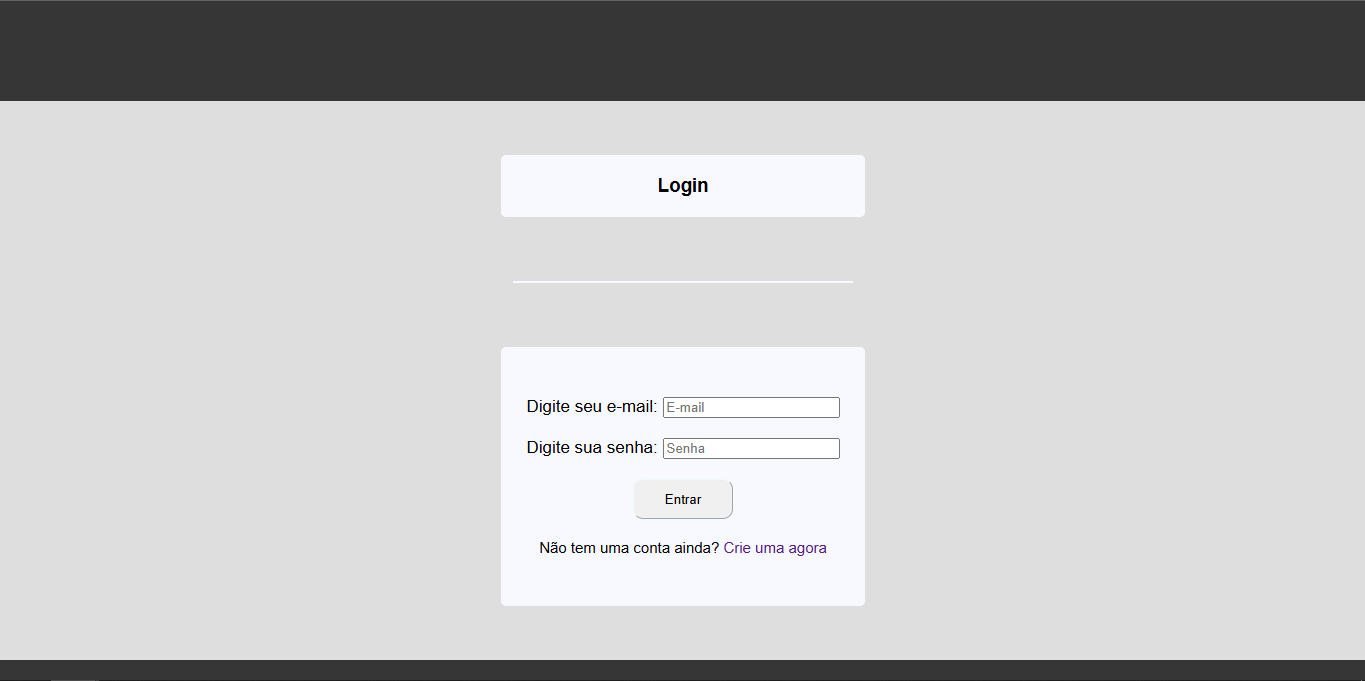 Login
Digite seu e-mail: E-mail
Digite sua senha: Senha
Entrar
Não tem uma conta ainda? Crie uma agora